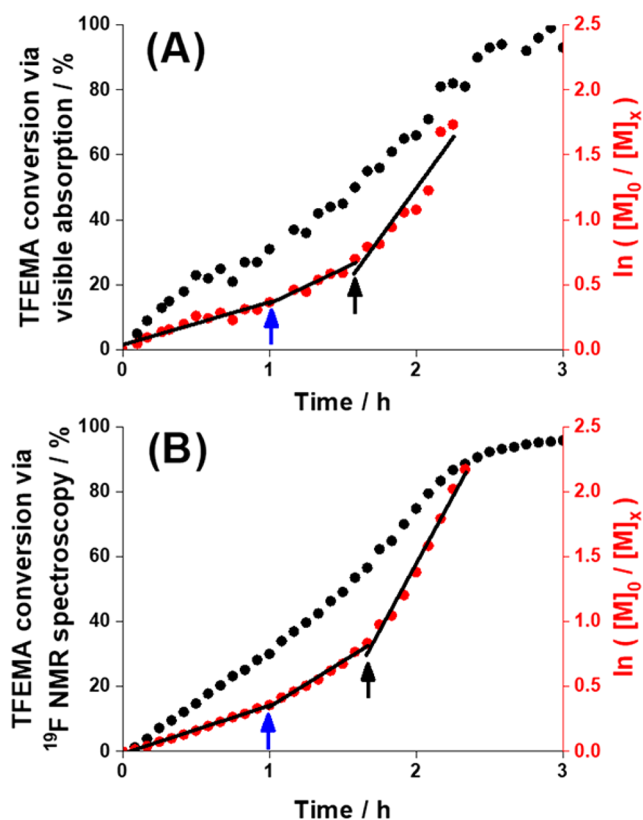 (A)
TFEMA conversion via
visible absorption / %
100
80
60
40
20
0
2.5
2.0
1.5
1.0
0.5
0.0
ln ( [M]0 / [M]x )
0 1 2 3
Time / h
(B)
TFEMA conversion via
19F NMR spectroscopy / %
100
80
60
40
20
0
2.5
2.0
1.5
1.0
0.5
0.0
ln ( [M]0 / [M]x )
0 1 2 3
Time / h